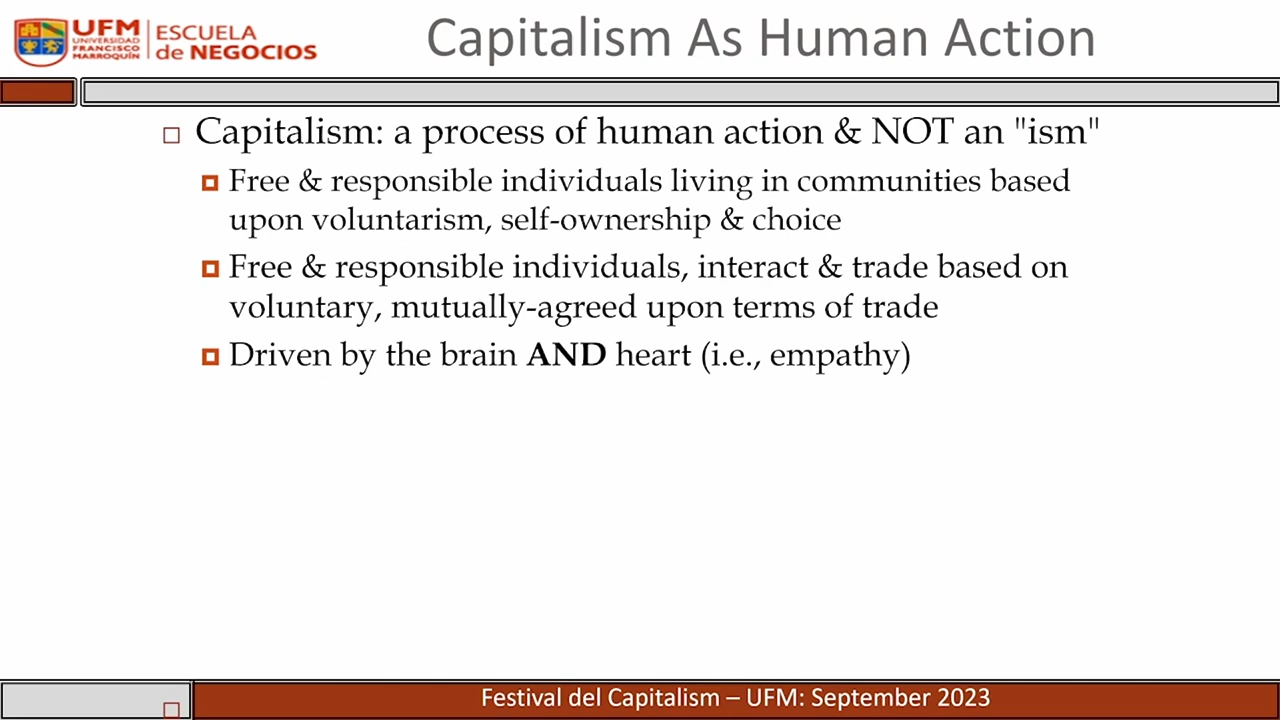 UFM
UNIVERSIDAD
FRANCISCO
MARROQUÍN
ESCUELA
de NEGOCIOS
Capitalism As Human Action
Capitalism: a process of human action & NOT an "ism"
Free & responsible individuals living in communities based
upon voluntarism, self-ownership & choice
Free & responsible individuals, interact & trade based on
voluntary, mutually-agreed upon terms of trade
Driven by the brain AND heart (i.e., empathy)
Festival del Capitalism – UFM: September 2023